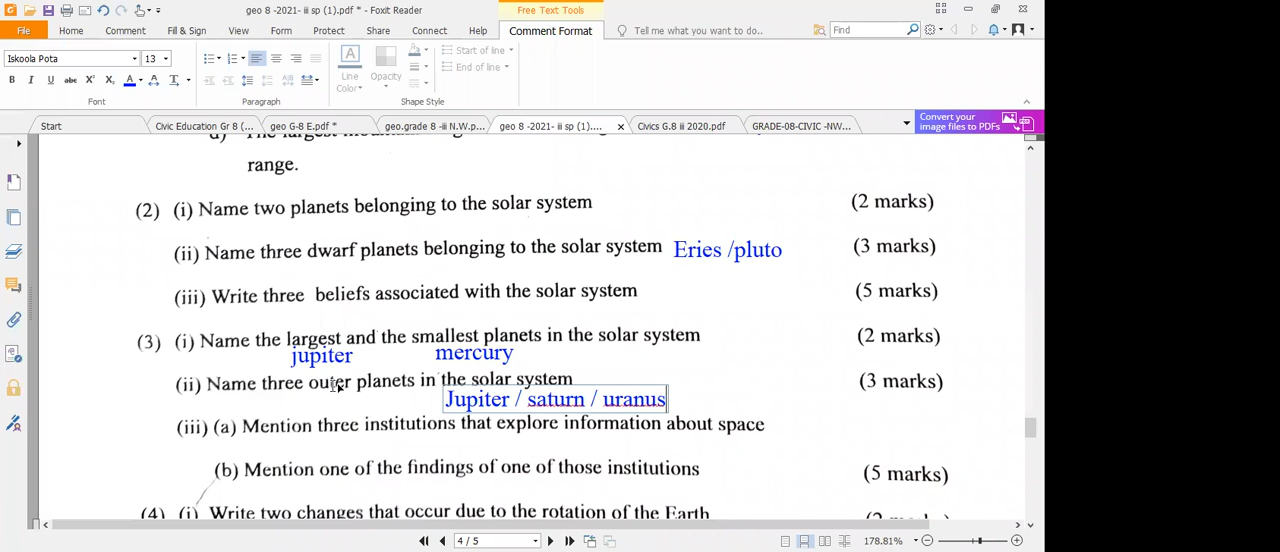 geo 8 -2021- ii sp (1).pdf * - Foxit Reader
Free Text Tools
File Home Comment Fill & Sign View Form Protect Share Connect Help Comment Format Tell me what you want to do.. Find
Iskoola Pota 13
Line Color Opacity
Start of line
End of line
B I U abc X² X₂ A A T
Font Paragraph Shape Style
Start Civic Education Gr 8 (... geo G-8 E.pdf * geo.grade 8 -ii N.W.p... geo 8 -2021- ii sp (1).... Civics G.8 ii 2020.pdf GRADE-08-CIVIC -NW...
Convert your image files to PDFs
range.
(2) (i) Name two planets belonging to the solar system (2 marks)
(ii) Name three dwarf planets belonging to the solar system Eries /pluto (3 marks)
(iii) Write three beliefs associated with the solar system (5 marks)
(3) (i) Name the largest and the smallest planets in the solar system (2 marks)
jupiter mercury
(ii) Name three outer planets in the solar system (3 marks)
Jupiter / saturn / uranus
(iii) (a) Mention three institutions that explore information about space
(b) Mention one of the findings of one of those institutions (5 marks)
(4) (i) Write two changes that occur due to the rotation of the Earth
4 / 5 178.81%